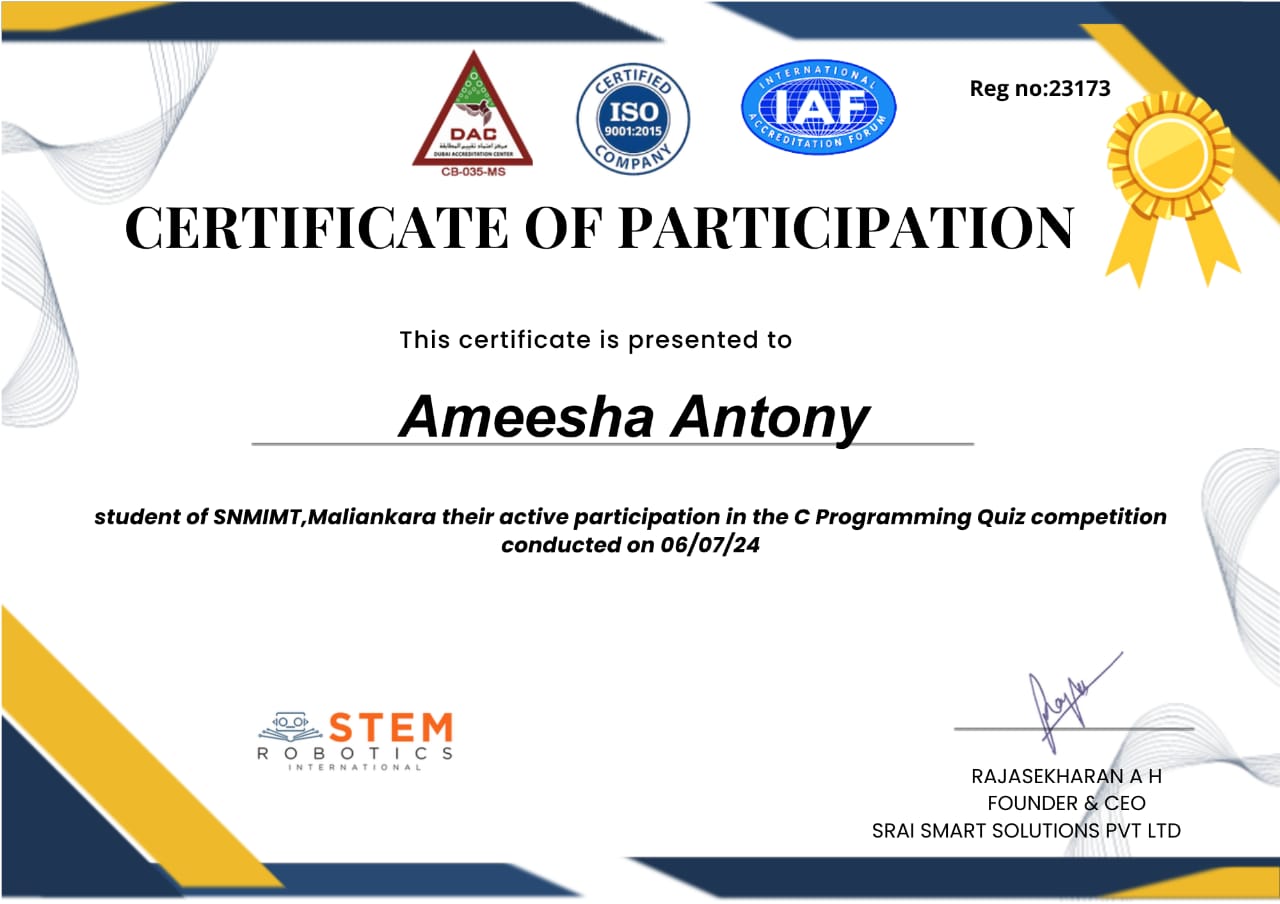 DAC
مركز اعتماد تقييم المطابقة
DUBAI ACCREDITATION CENTER
CB-035-MS
CERTIFIED
ISO
9001:2015
COMPANY
INTERNATIONAL
IAF
ACCREDITATION FORUM
Reg no:23173
CERTIFICATE OF PARTICIPATION
This certificate is presented to
Ameesha Antony
student of SNMIMT,Maliankara their active participation in the C Programming Quiz competition
conducted on 06/07/24
STEM
ROBOTICS
INTERNATIONAL
RAJASEKHARAN A H
FOUNDER & CEO
SRAI SMART SOLUTIONS PVT LTD